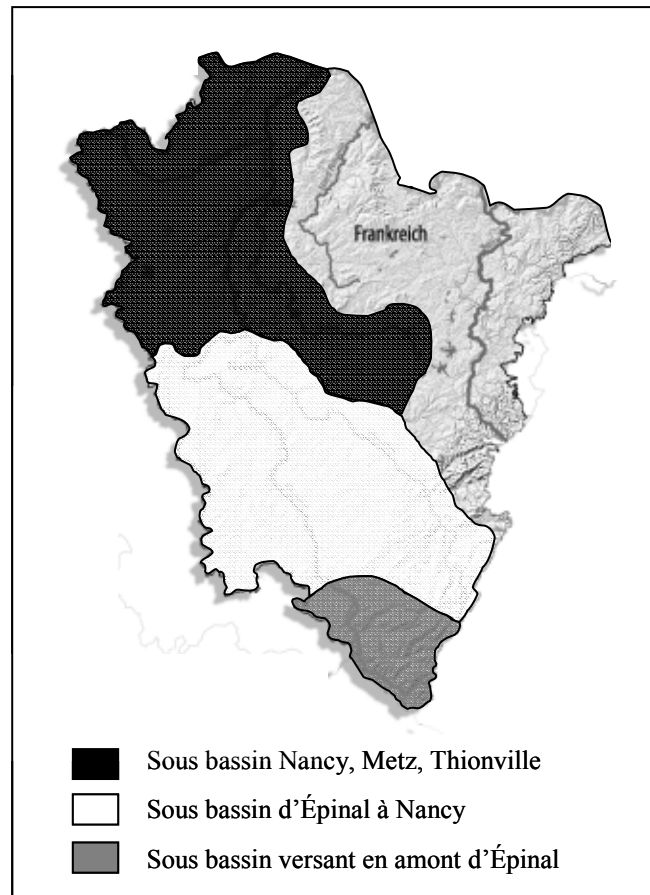 Frankreich
Sous bassin Nancy, Metz, Thionville
Sous bassin d’Épinal à Nancy
Sous bassin versant en amont d’Épinal